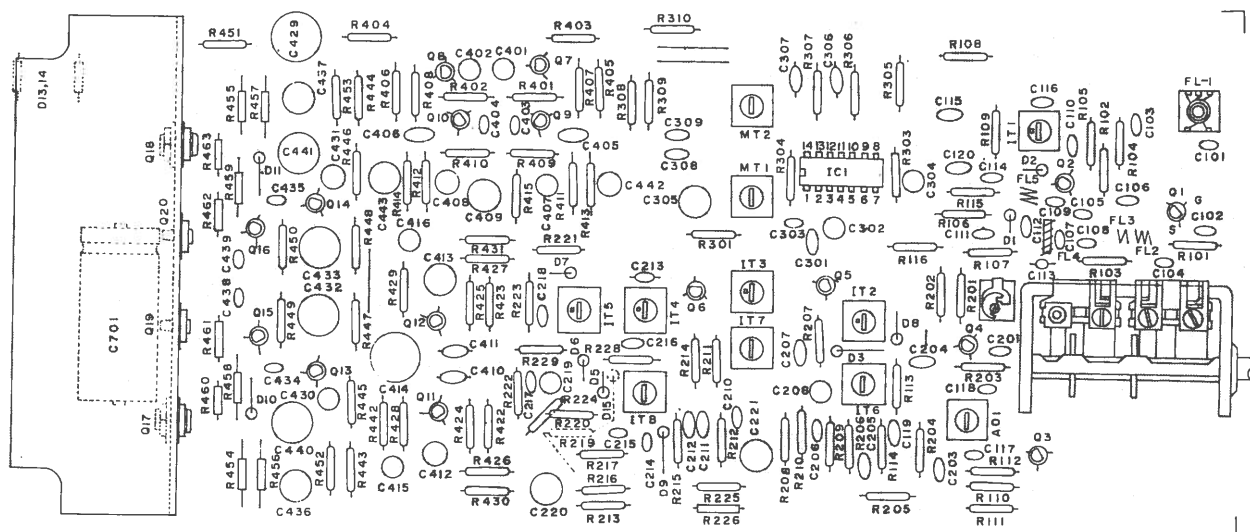 R451
C429
R404
R403
R310
R108
D13,14
R455
R457
C437
R453
R444
R406
R408
Q8
C402
C401
Q7
R402
R401
R407
R405
R308
R309
C307
R307
C306
R306
R305
MT2
C115
R109
C116
IT1
C110
R105
R102
C103
FL-1
C101
Q18
R463
Q10
C404
C403
Q9
C406
C431
R446
C405
C309
C308
R410
R409
R304
14 13 12 11 10 9 8
IC1
1 2 3 4 5 6 7
R303
C304
C120
C114
D2
Q2
FL5
R104
D11
C441
R459
C435
Q14
C443
R414
R412
C408
C409
R415
C407
R411
R413
C442
MT1
C305
R115
C109
C105
C106
Q1
G
S
C102
R462
Q20
Q16
R450
R448
C416
R431
R221
R301
C303
C301
C302
R106
C111
D1
C112
C107
C108
FL3
FL2
R101
R116
R107
FL4
C113
R103
C104
C439
C438
C433
C432
R429
C413
R427
R425
R423
R223
C218
D7
C213
Q6
IT3
Q5
IT2
R202
R201
C701
Q19
R461
Q15
R449
R447
Q12
C411
IT5
IT4
IT7
R207
D8
Q4
C201
R229
D6
R228
C216
R214
R211
C207
D3
C204
R203
C434
Q13
C414
C410
R222
C217
C219
D5
D15
R224
C210
C208
IT6
R113
C118
R460
R458
D10
C430
R445
Q11
R220
IT8
R219
C215
Q17
C440
R442
R428
R424
R422
C214
D9
R215
C212
C211
R212
C221
R208
R210
C206
R209
R206
C205
R114
C119
R204
C203
A01
C117
Q3
R112
R454
R456
R452
R443
C415
C412
R426
R217
R216
R225
R110
C436
R430
C220
R213
R226
R205
R111